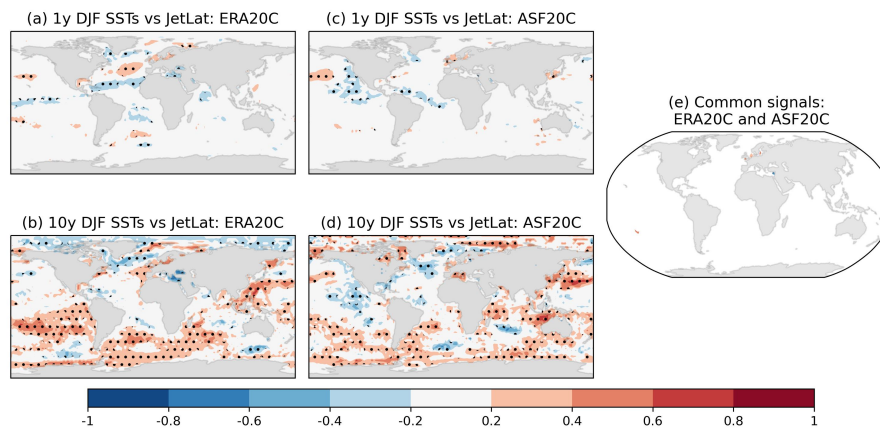 (a) 1y DJF SSTs vs JetLat: ERA20C
(c) 1y DJF SSTs vs JetLat: ASF20C
(e) Common signals:
ERA20C and ASF20C
(b) 10y DJF SSTs vs JetLat: ERA20C
(d) 10y DJF SSTs vs JetLat: ASF20C
-1 -0.8 -0.6 -0.4 -0.2 0.2 0.4 0.6 0.8 1